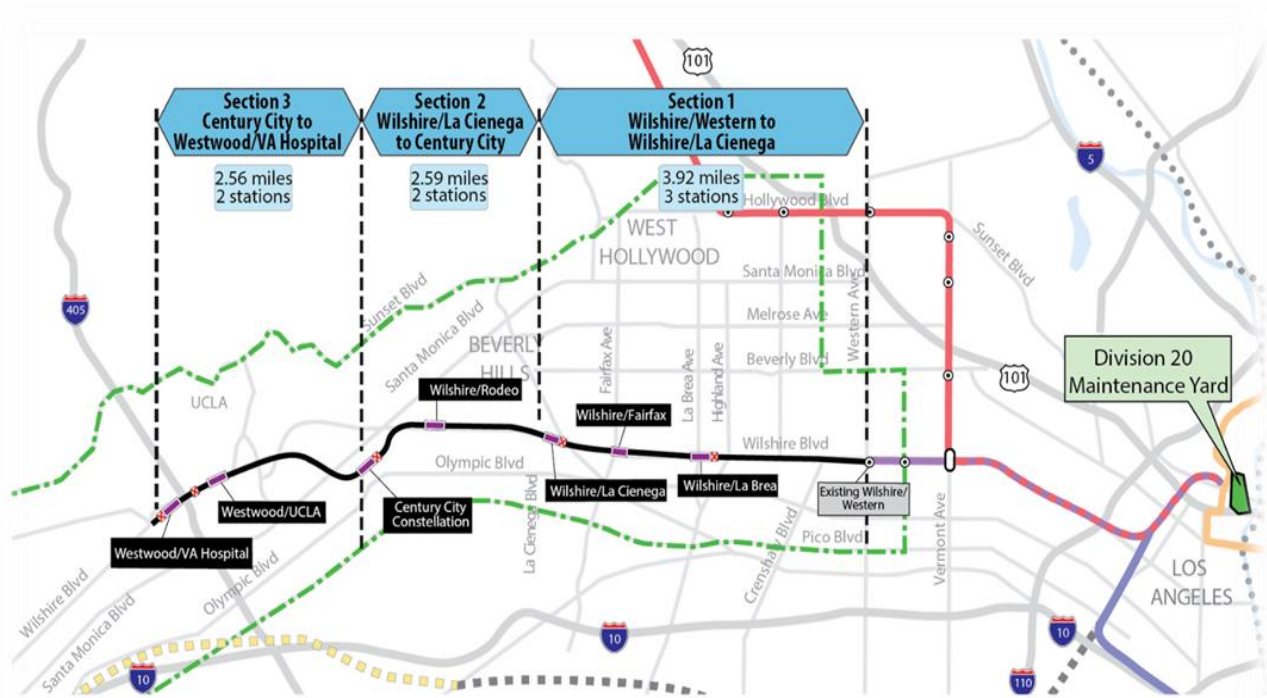 101
Section 3
Century City to
Westwood/VA Hospital
Section 2
Wilshire/La Cienega
to Century City
Section 1
Wilshire/Western to
Wilshire/La Cienega
2.56 miles
2 stations
2.59 miles
2 stations
3.92 miles
3 stations
5
Hollywood Blvd
WEST
HOLLYWOOD
Sunset Blvd
Santa Monica Blvd
Sunset Blvd
405
Western Ave
Melrose Ave
Santa Monica Blvd
BEVERLY
HILLS
Fairfax Ave
La Brea Ave
Highland Ave
Beverly Blvd
101
Division 20
Maintenance Yard
UCLA
Wilshire/Rodeo
Wilshire/Fairfax
Wilshire Blvd
Olympic Blvd
Wilshire/La Cienega
Wilshire/La Brea
Existing Wilshire/
Western
Westwood/UCLA
Century City
Constellation
La Cienega Blvd
Crenshaw Blvd
Pico Blvd
Vermont Ave
Westwood/VA Hospital
Wilshire Blvd
Santa Monica Blvd
Olympic Blvd
LOS
ANGELES
10
10
10
110